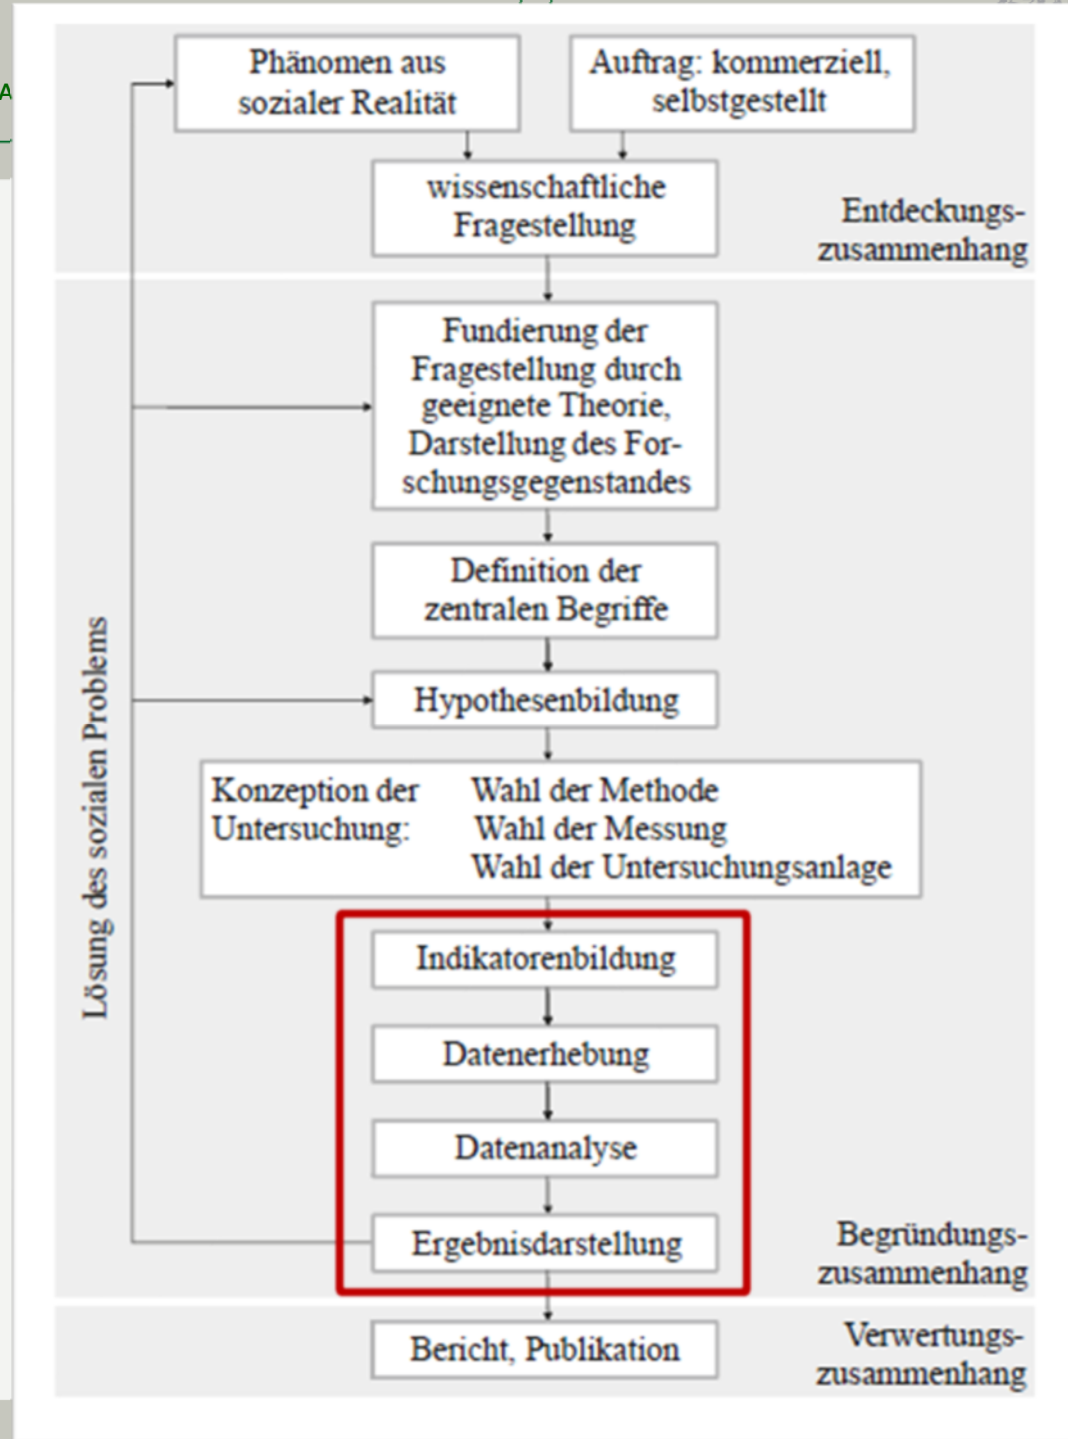 A
Phänomen aus
sozialer Realität
Auftrag: kommerziell,
selbstgestellt
wissenschaftliche
Fragestellung
Entdeckungs-
zusammenhang
Fundierung der
Fragestellung durch
geeignete Theorie,
Darstellung des For-
schungsgegenstandes
Definition der
zentralen Begriffe
Hypothesenbildung
Lösung des sozialen Problems
Konzeption der Wahl der Methode
Untersuchung: Wahl der Messung
Wahl der Untersuchungsanlage
Indikatorenbildung
Datenerhebung
Datenanalyse
Ergebnisdarstellung
Begründungs-
zusammenhang
Bericht, Publikation
Verwertungs-
zusammenhang